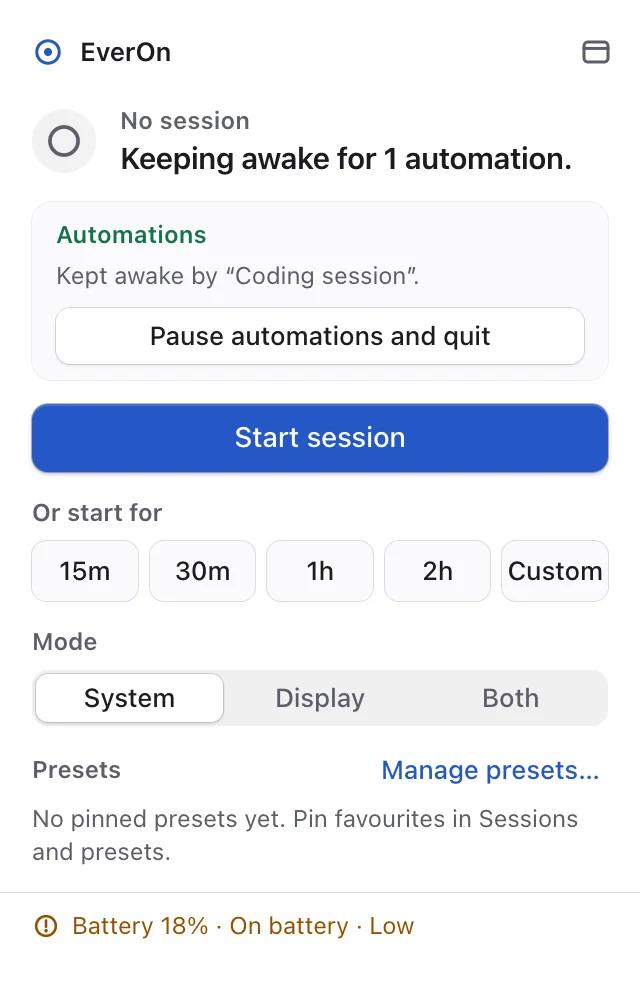 EverOn
No session
Keeping awake for 1 automation.
Automations
Kept awake by “Coding session”.
Pause automations and quit
Start session
Or start for
15m 30m 1h 2h Custom
Mode
System Display Both
Presets Manage presets...
No pinned presets yet. Pin favourites in Sessions
and presets.
Battery 18% · On battery · Low